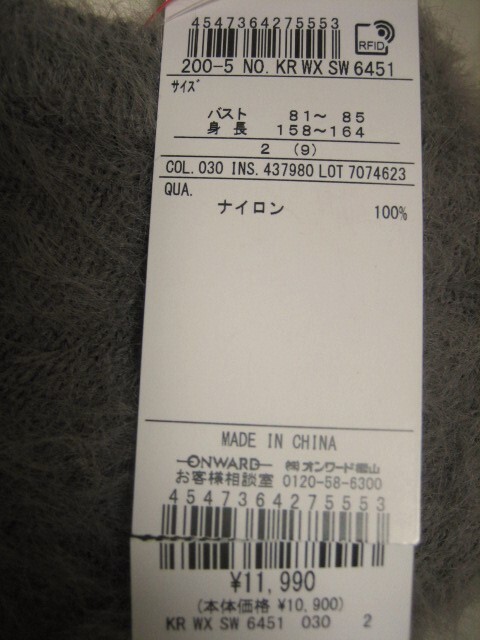 4547364275553
RFID
200-5 NO. KR WX SW 6451
ｻｲｽﾞ
バスト 81～ 85
身長 158～164
2 (9)
COL. 030 INS. 437980 LOT 7074623
QUA.
ナイロン 100%
MADE IN CHINA
ONWARD ㈱オンワード樫山
お客様相談室 0120-58-6300
4547364275553
¥11,990
(本体価格 ¥10,900)
KR WX SW 6451 030 2